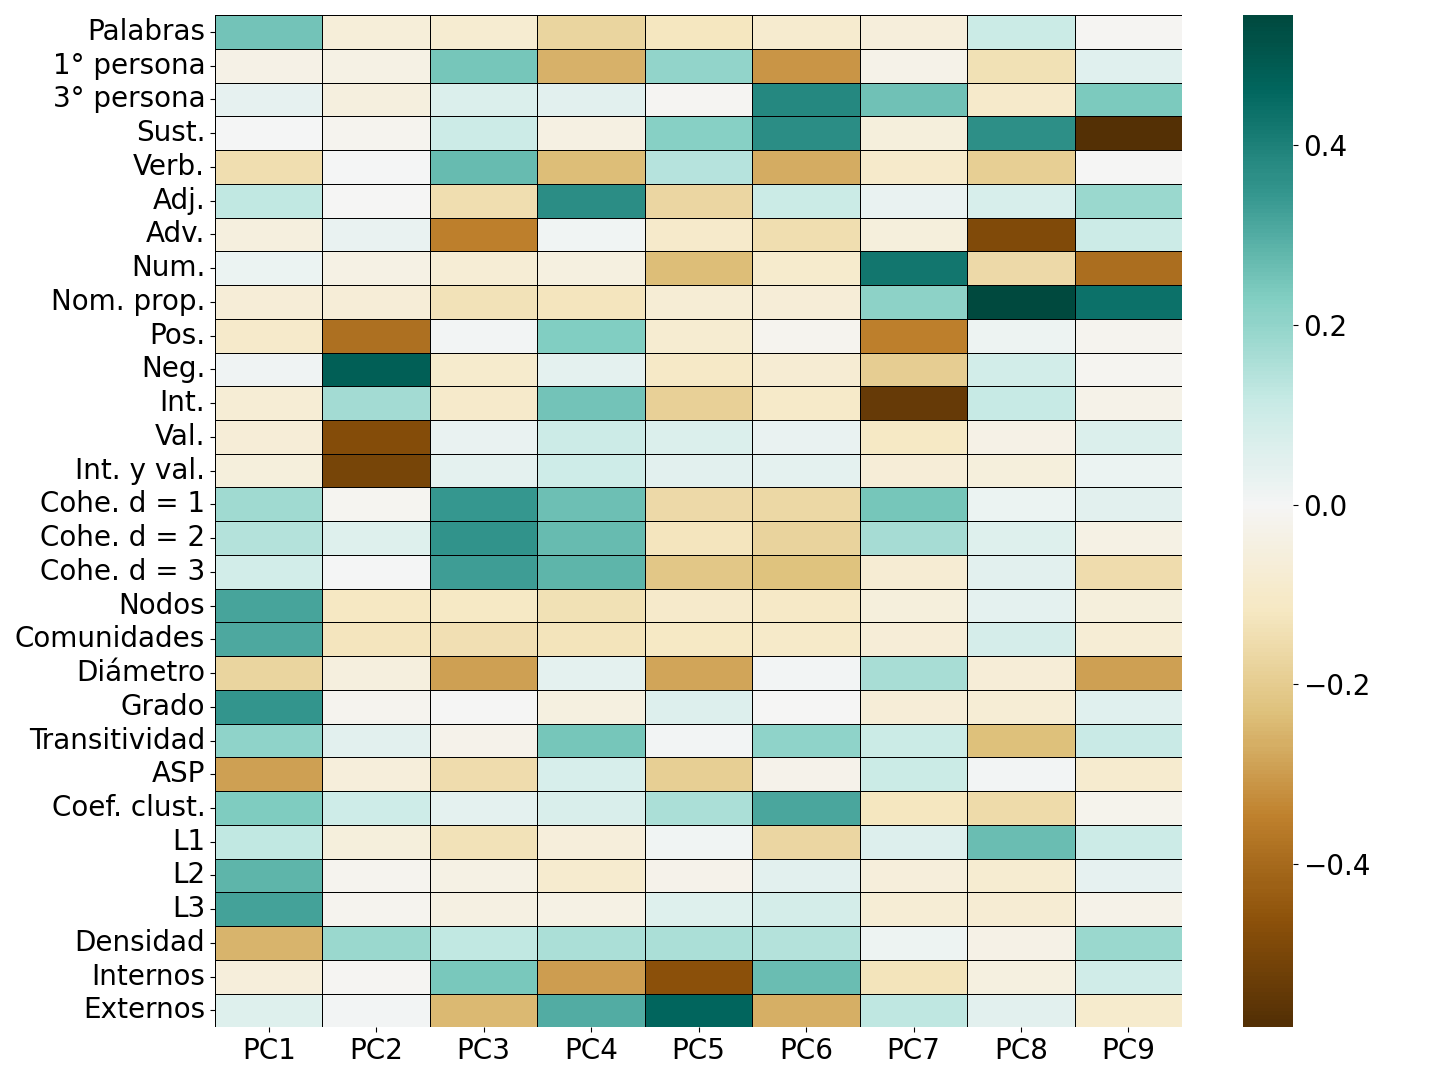 Palabras
1° persona
3° persona
Sust.
Verb.
Adj.
Adv.
Num.
Nom. prop.
Pos.
Neg.
Int.
Val.
Int. y val.
Cohe. d = 1
Cohe. d = 2
Cohe. d = 3
Nodos
Comunidades
Diámetro
Grado
Transitividad
ASP
Coef. clust.
L1
L2
L3
Densidad
Internos
Externos
PC1 PC2 PC3 PC4 PC5 PC6 PC7 PC8 PC9
0.4
0.2
0.0
−0.2
−0.4